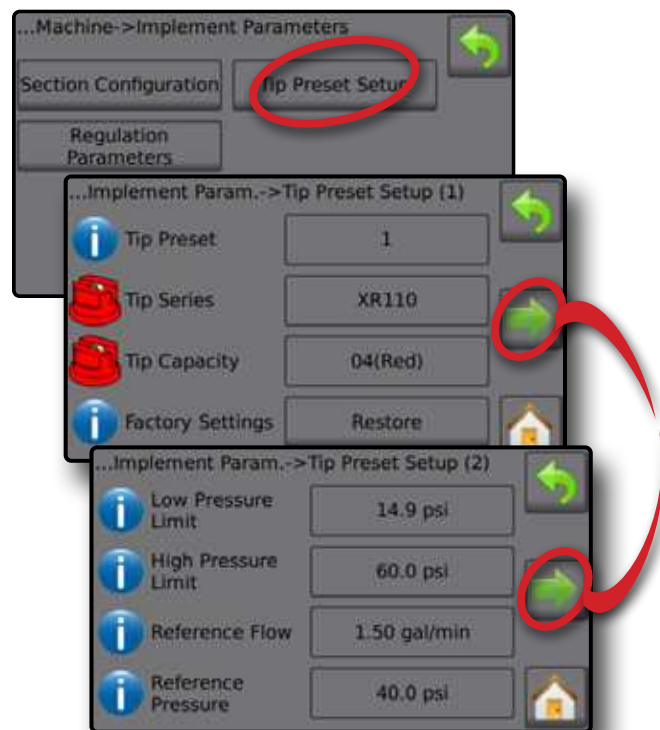 ...Machine->Implement Parameters
Section Configuration
Tip Preset Setup
Regulation
Parameters
...Implement Param.->Tip Preset Setup (1)
Tip Preset
1
Tip Series
XR110
Tip Capacity
04(Red)
Factory Settings
Restore
...Implement Param.->Tip Preset Setup (2)
Low Pressure
Limit
14.9 psi
High Pressure
Limit
60.0 psi
Reference Flow
1.50 gal/min
Reference
Pressure
40.0 psi